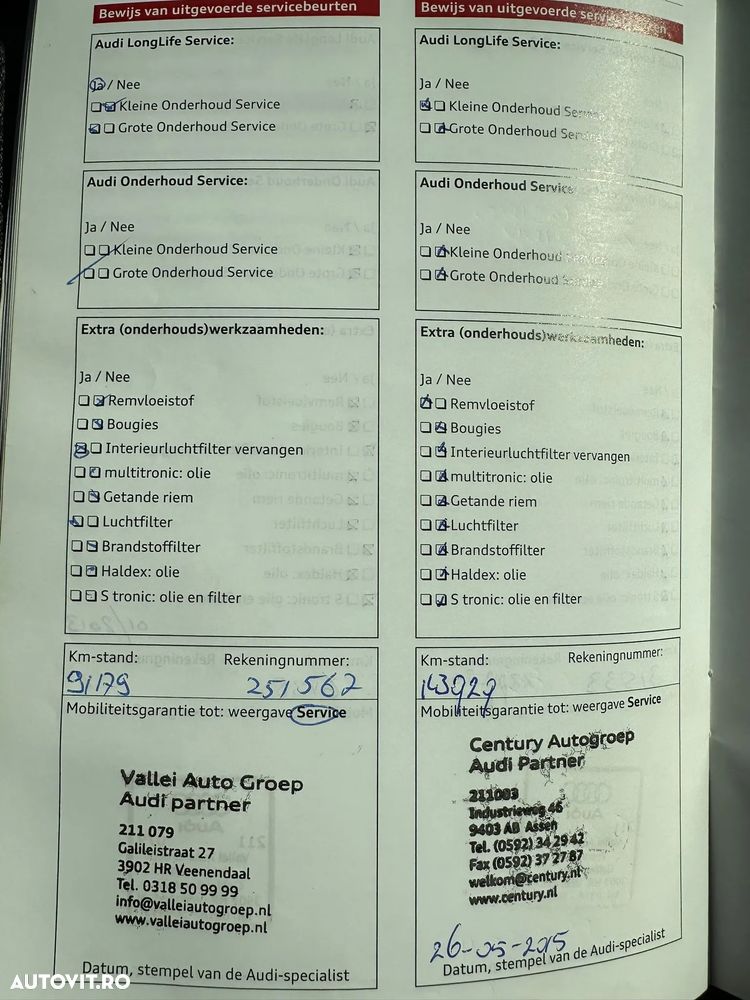 Bewijs van uitgevoerde servicebeurten
Audi LongLife Service:
Ja / Nee
Kleine Onderhoud Service
Grote Onderhoud Service
Audi Onderhoud Service:
Ja / Nee
Kleine Onderhoud Service
Grote Onderhoud Service
Extra (onderhouds)werkzaamheden:
Ja / Nee
Remvloeistof
Bougies
Interieurluchtfilter vervangen
multitronic: olie
Getande riem
Luchtfilter
Brandstoffilter
Haldex: olie
S tronic: olie en filter
Km-stand: Rekeningnummer:
91179 251562
Mobiliteitsgarantie tot: weergave Service
Vallei Auto Groep
Audi partner
211 079
Galileistraat 27
3902 HR Veenendaal
Tel. 0318 50 99 99
info@valleiautogroep.nl
www.valleiautogroep.nl
Datum, stempel van de Audi-specialist
Bewijs van uitgevoerde servicebeurten
Audi LongLife Service:
Ja / Nee
Kleine Onderhoud Service
Grote Onderhoud Service
Audi Onderhoud Service
Ja / Nee
Kleine Onderhoud Service
Grote Onderhoud Service
Extra (onderhouds)werkzaamheden:
Ja / Nee
Remvloeistof
Bougies
Interieurluchtfilter vervangen
multitronic: olie
Getande riem
Luchtfilter
Brandstoffilter
Haldex: olie
S tronic: olie en filter
Km-stand: Rekeningnummer:
143929
Mobiliteitsgarantie tot: weergave Service
Century Autogroep
Audi Partner
211003
Industrieweg 46
9403 AB Assen
Tel. (0592) 34 29 42
Fax (0592) 37 27 87
welkom@century.nl
www.century.nl
26-05-2015
Datum, stempel van de Audi-specialist
AUTOVIT.RO